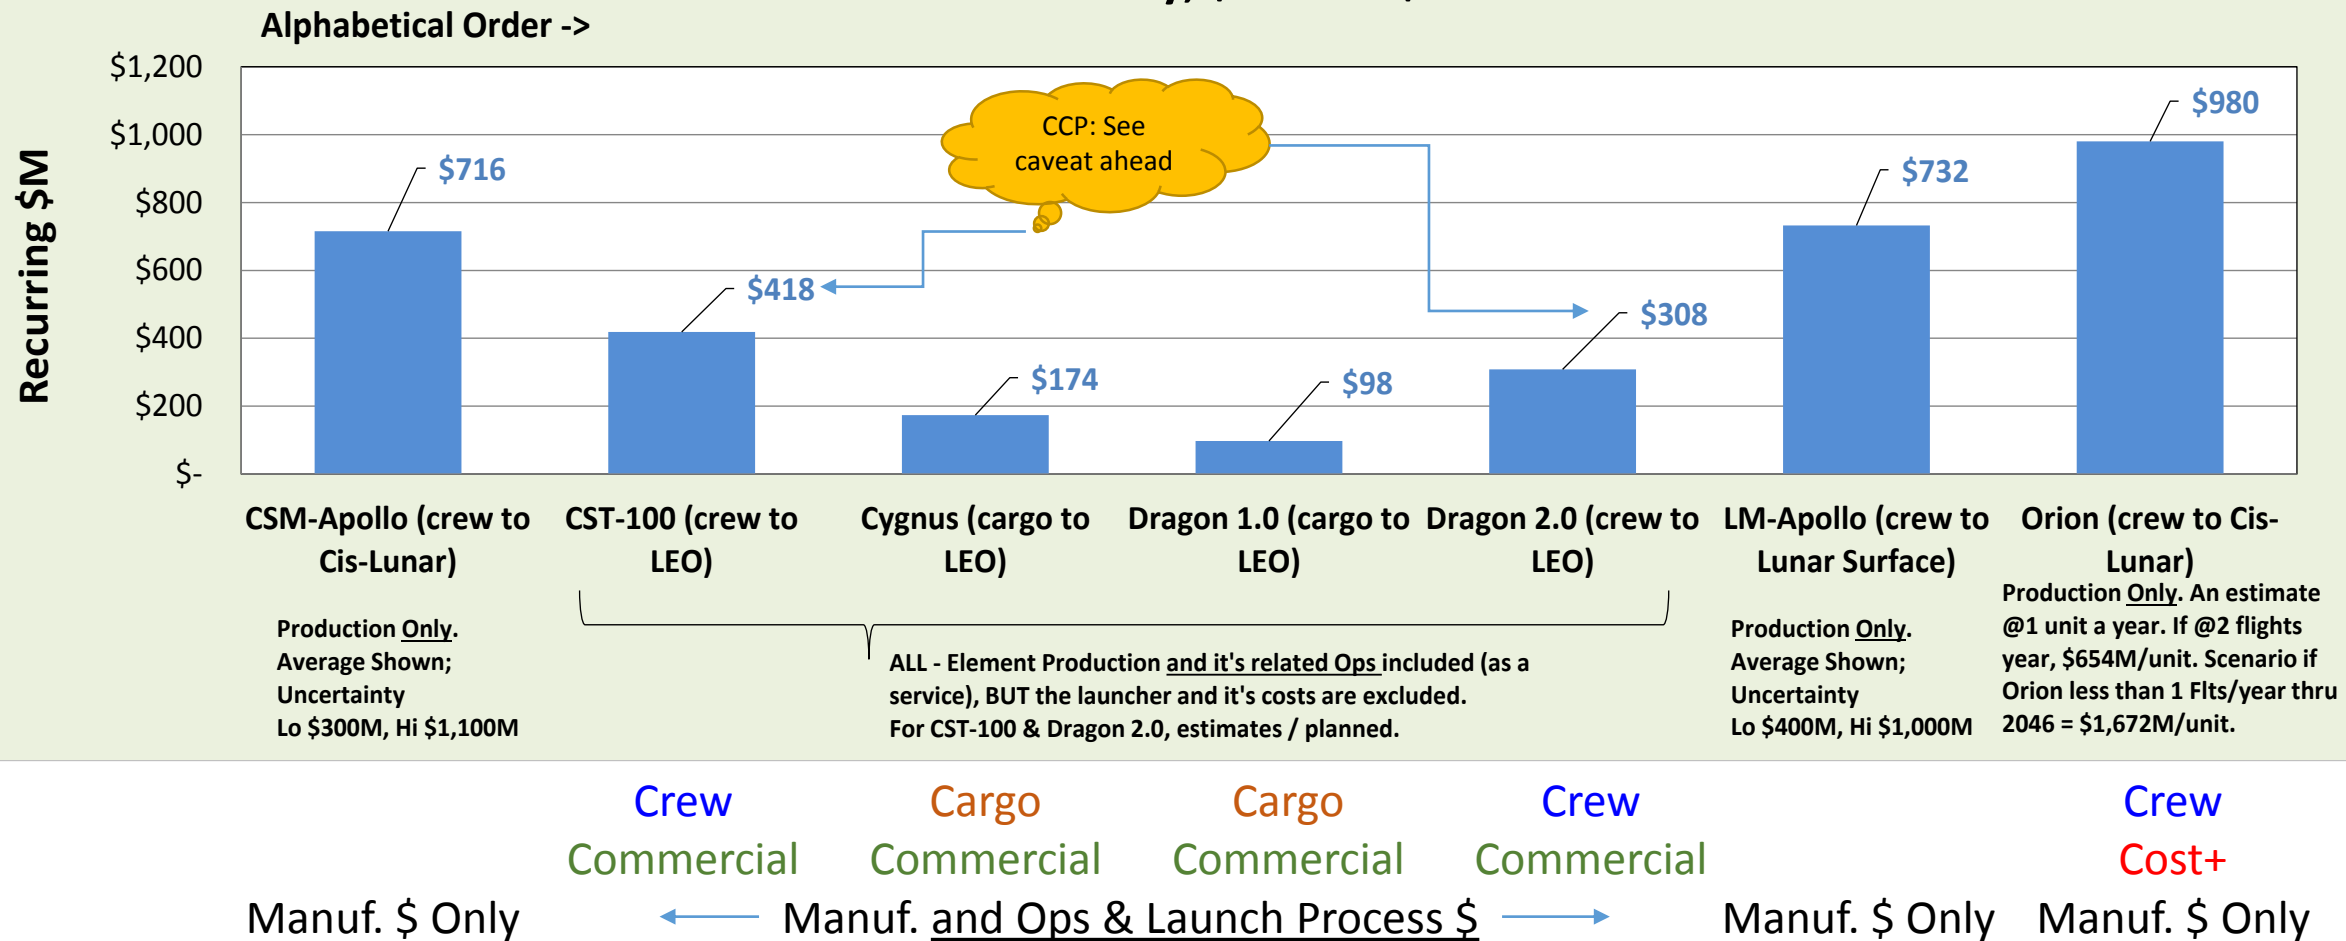 Alphabetical Order ->
Recurring $M
$1,200
$1,000
$800
$600
$400
$200
$-
$716
$418
$174
$98
$308
$732
$980
CCP: See
caveat ahead
CSM-Apollo (crew to
Cis-Lunar)
CST-100 (crew to
LEO)
Cygnus (cargo to
LEO)
Dragon 1.0 (cargo to
LEO)
Dragon 2.0 (crew to
LEO)
LM-Apollo (crew to
Lunar Surface)
Orion (crew to Cis-
Lunar)
Production Only.
Average Shown;
Uncertainty
Lo $300M, Hi $1,100M
ALL - Element Production and it's related Ops included (as a
service), BUT the launcher and it's costs are excluded.
For CST-100 & Dragon 2.0, estimates / planned.
Production Only.
Average Shown;
Uncertainty
Lo $400M, Hi $1,000M
Production Only. An estimate
@1 unit a year. If @2 flights
year, $654M/unit. Scenario if
Orion less than 1 Flts/year thru
2046 = $1,672M/unit.
Crew
Cargo
Cargo
Crew
Crew
Commercial
Commercial
Commercial
Commercial
Cost+
Manuf. $ Only
Manuf. and Ops & Launch Process $
Manuf. $ Only
Manuf. $ Only